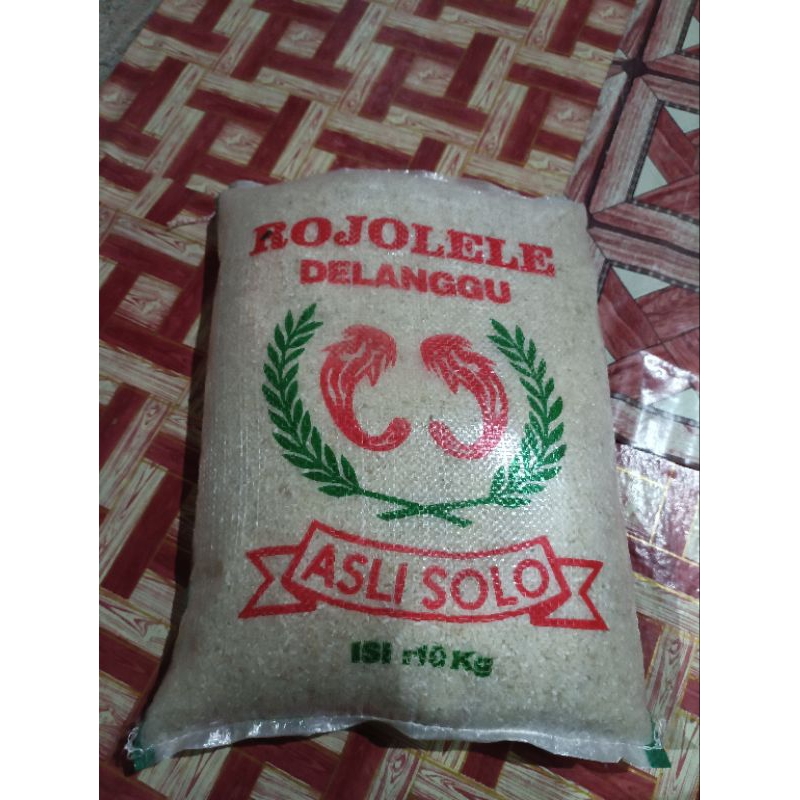 ROJOLELE
DELANGGU
ASLI SOLO
ISI ±10 Kg